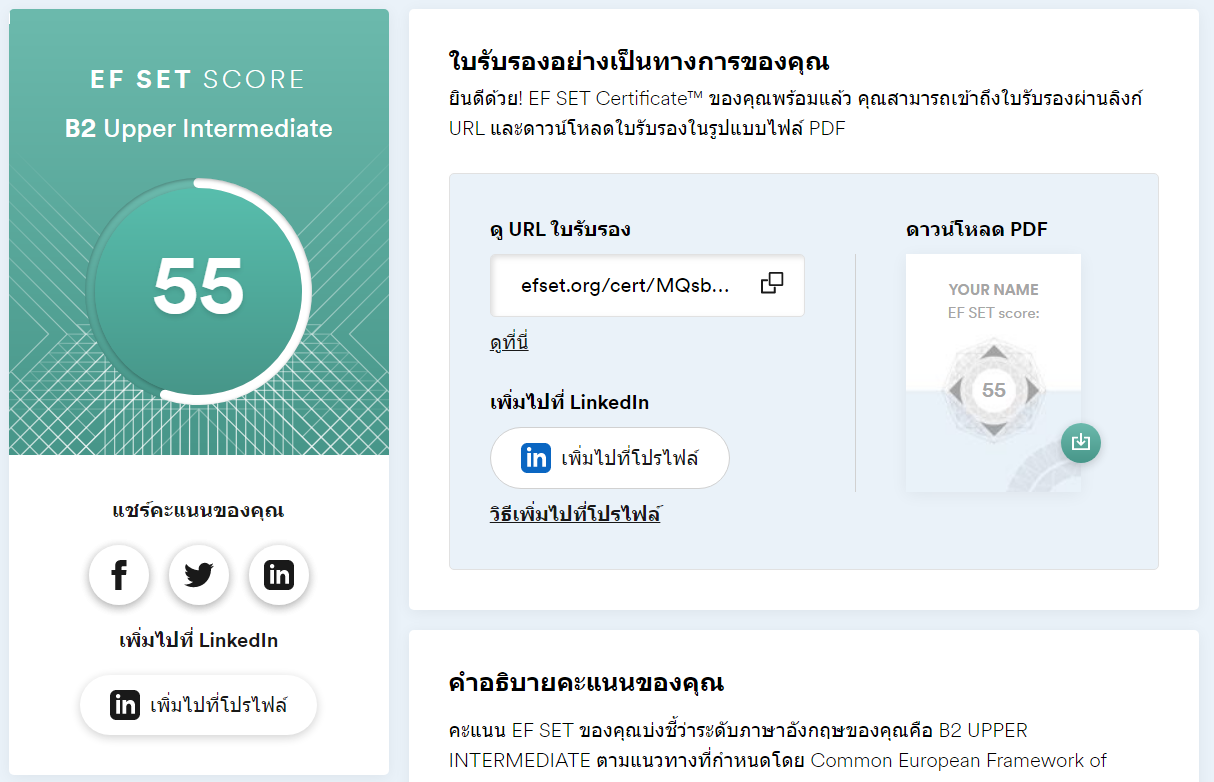 EF SET SCORE
B2 Upper Intermediate
55
แชร์คะแนนของคุณ
เพิ่มไปที่ LinkedIn
in เพิ่มไปที่โปรไฟล์
ใบรับรองอย่างเป็นทางการของคุณ
ยินดีด้วย! EF SET Certificate™ ของคุณพร้อมแล้ว คุณสามารถเข้าถึงใบรับรองผ่านลิงก์
URL และดาวน์โหลดใบรับรองในรูปแบบไฟล์ PDF
ดู URL ใบรับรอง
efset.org/cert/MQsb...
ดูที่นี่
เพิ่มไปที่ LinkedIn
in เพิ่มไปที่โปรไฟล์
วิธีเพิ่มไปที่โปรไฟล์
ดาวน์โหลด PDF
YOUR NAME
EF SET score:
55
คำอธิบายคะแนนของคุณ
คะแนน EF SET ของคุณบ่งชี้ว่าระดับภาษาอังกฤษของคุณคือ B2 UPPER
INTERMEDIATE ตามแนวทางที่กำหนดโดย Common European Framework of